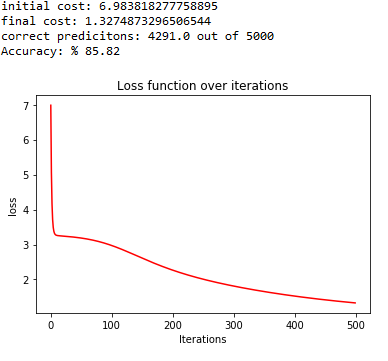 initial cost: 6.983818277758895
final cost: 1.3274873296506544
correct predicitons: 4291.0 out of 5000
Accuracy: % 85.82
Loss function over iterations
7
6
5
4
3
2
loss
0 100 200 300 400 500
Iterations